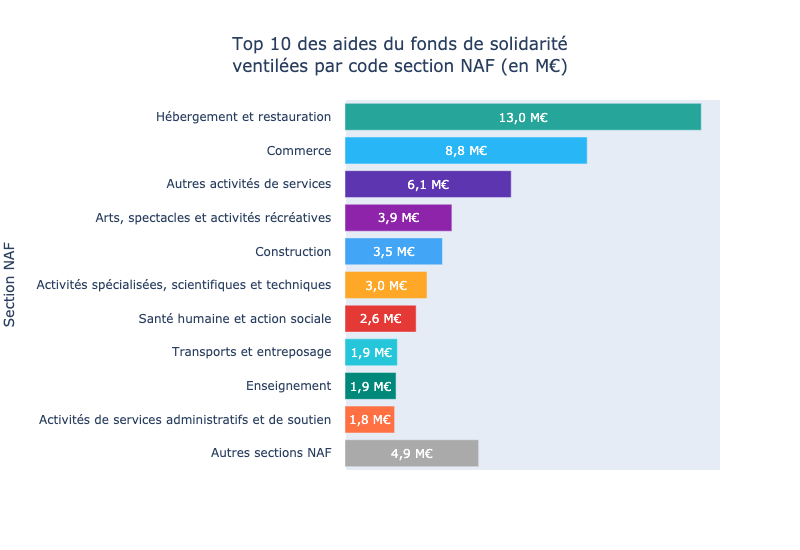 Top 10 des aides du fonds de solidarité
ventilées par code section NAF (en M€)
Section NAF
Hébergement et restauration 13,0 M€
Commerce 8,8 M€
Autres activités de services 6,1 M€
Arts, spectacles et activités récréatives 3,9 M€
Construction 3,5 M€
Activités spécialisées, scientifiques et techniques 3,0 M€
Santé humaine et action sociale 2,6 M€
Transports et entreposage 1,9 M€
Enseignement 1,9 M€
Activités de services administratifs et de soutien 1,8 M€
Autres sections NAF 4,9 M€